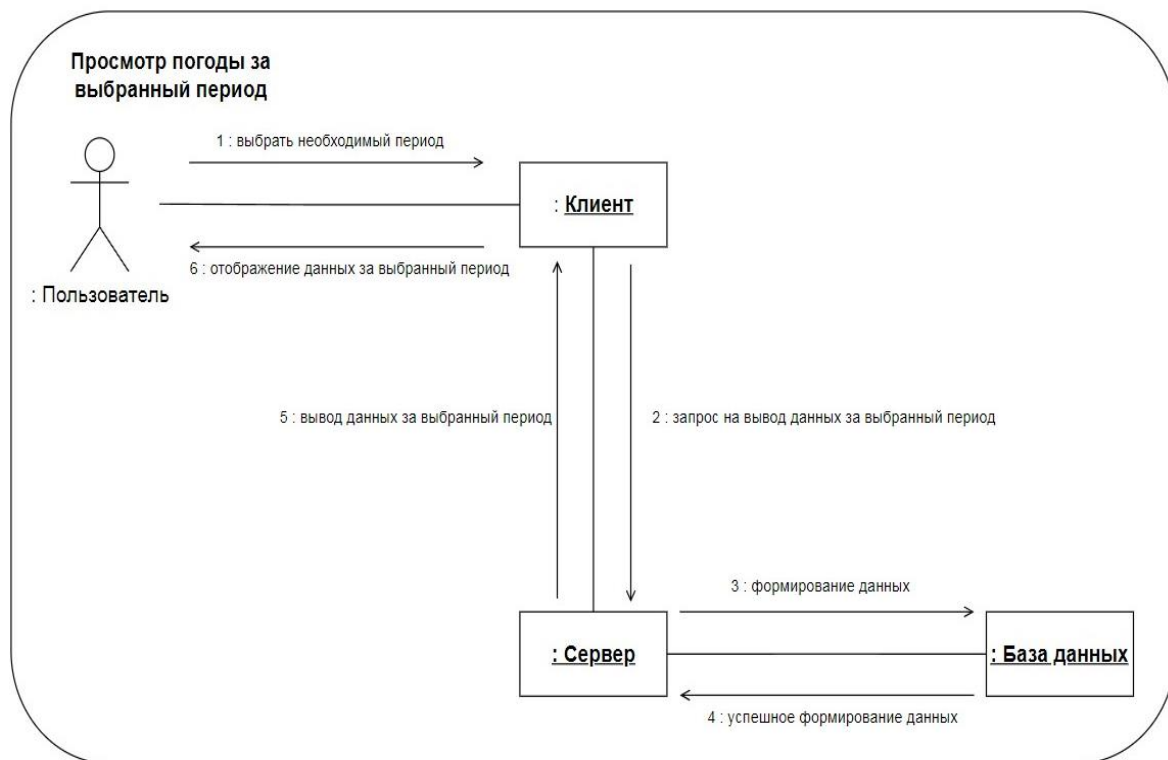 Просмотр погоды за
выбранный период
1 : выбрать необходимый период
: Клиент
6 : отображение данных за выбранный период
: Пользователь
5 : вывод данных за выбранный период
2 : запрос на вывод данных за выбранный период
3 : формирование данных
: Сервер
: База данных
4 : успешное формирование данных